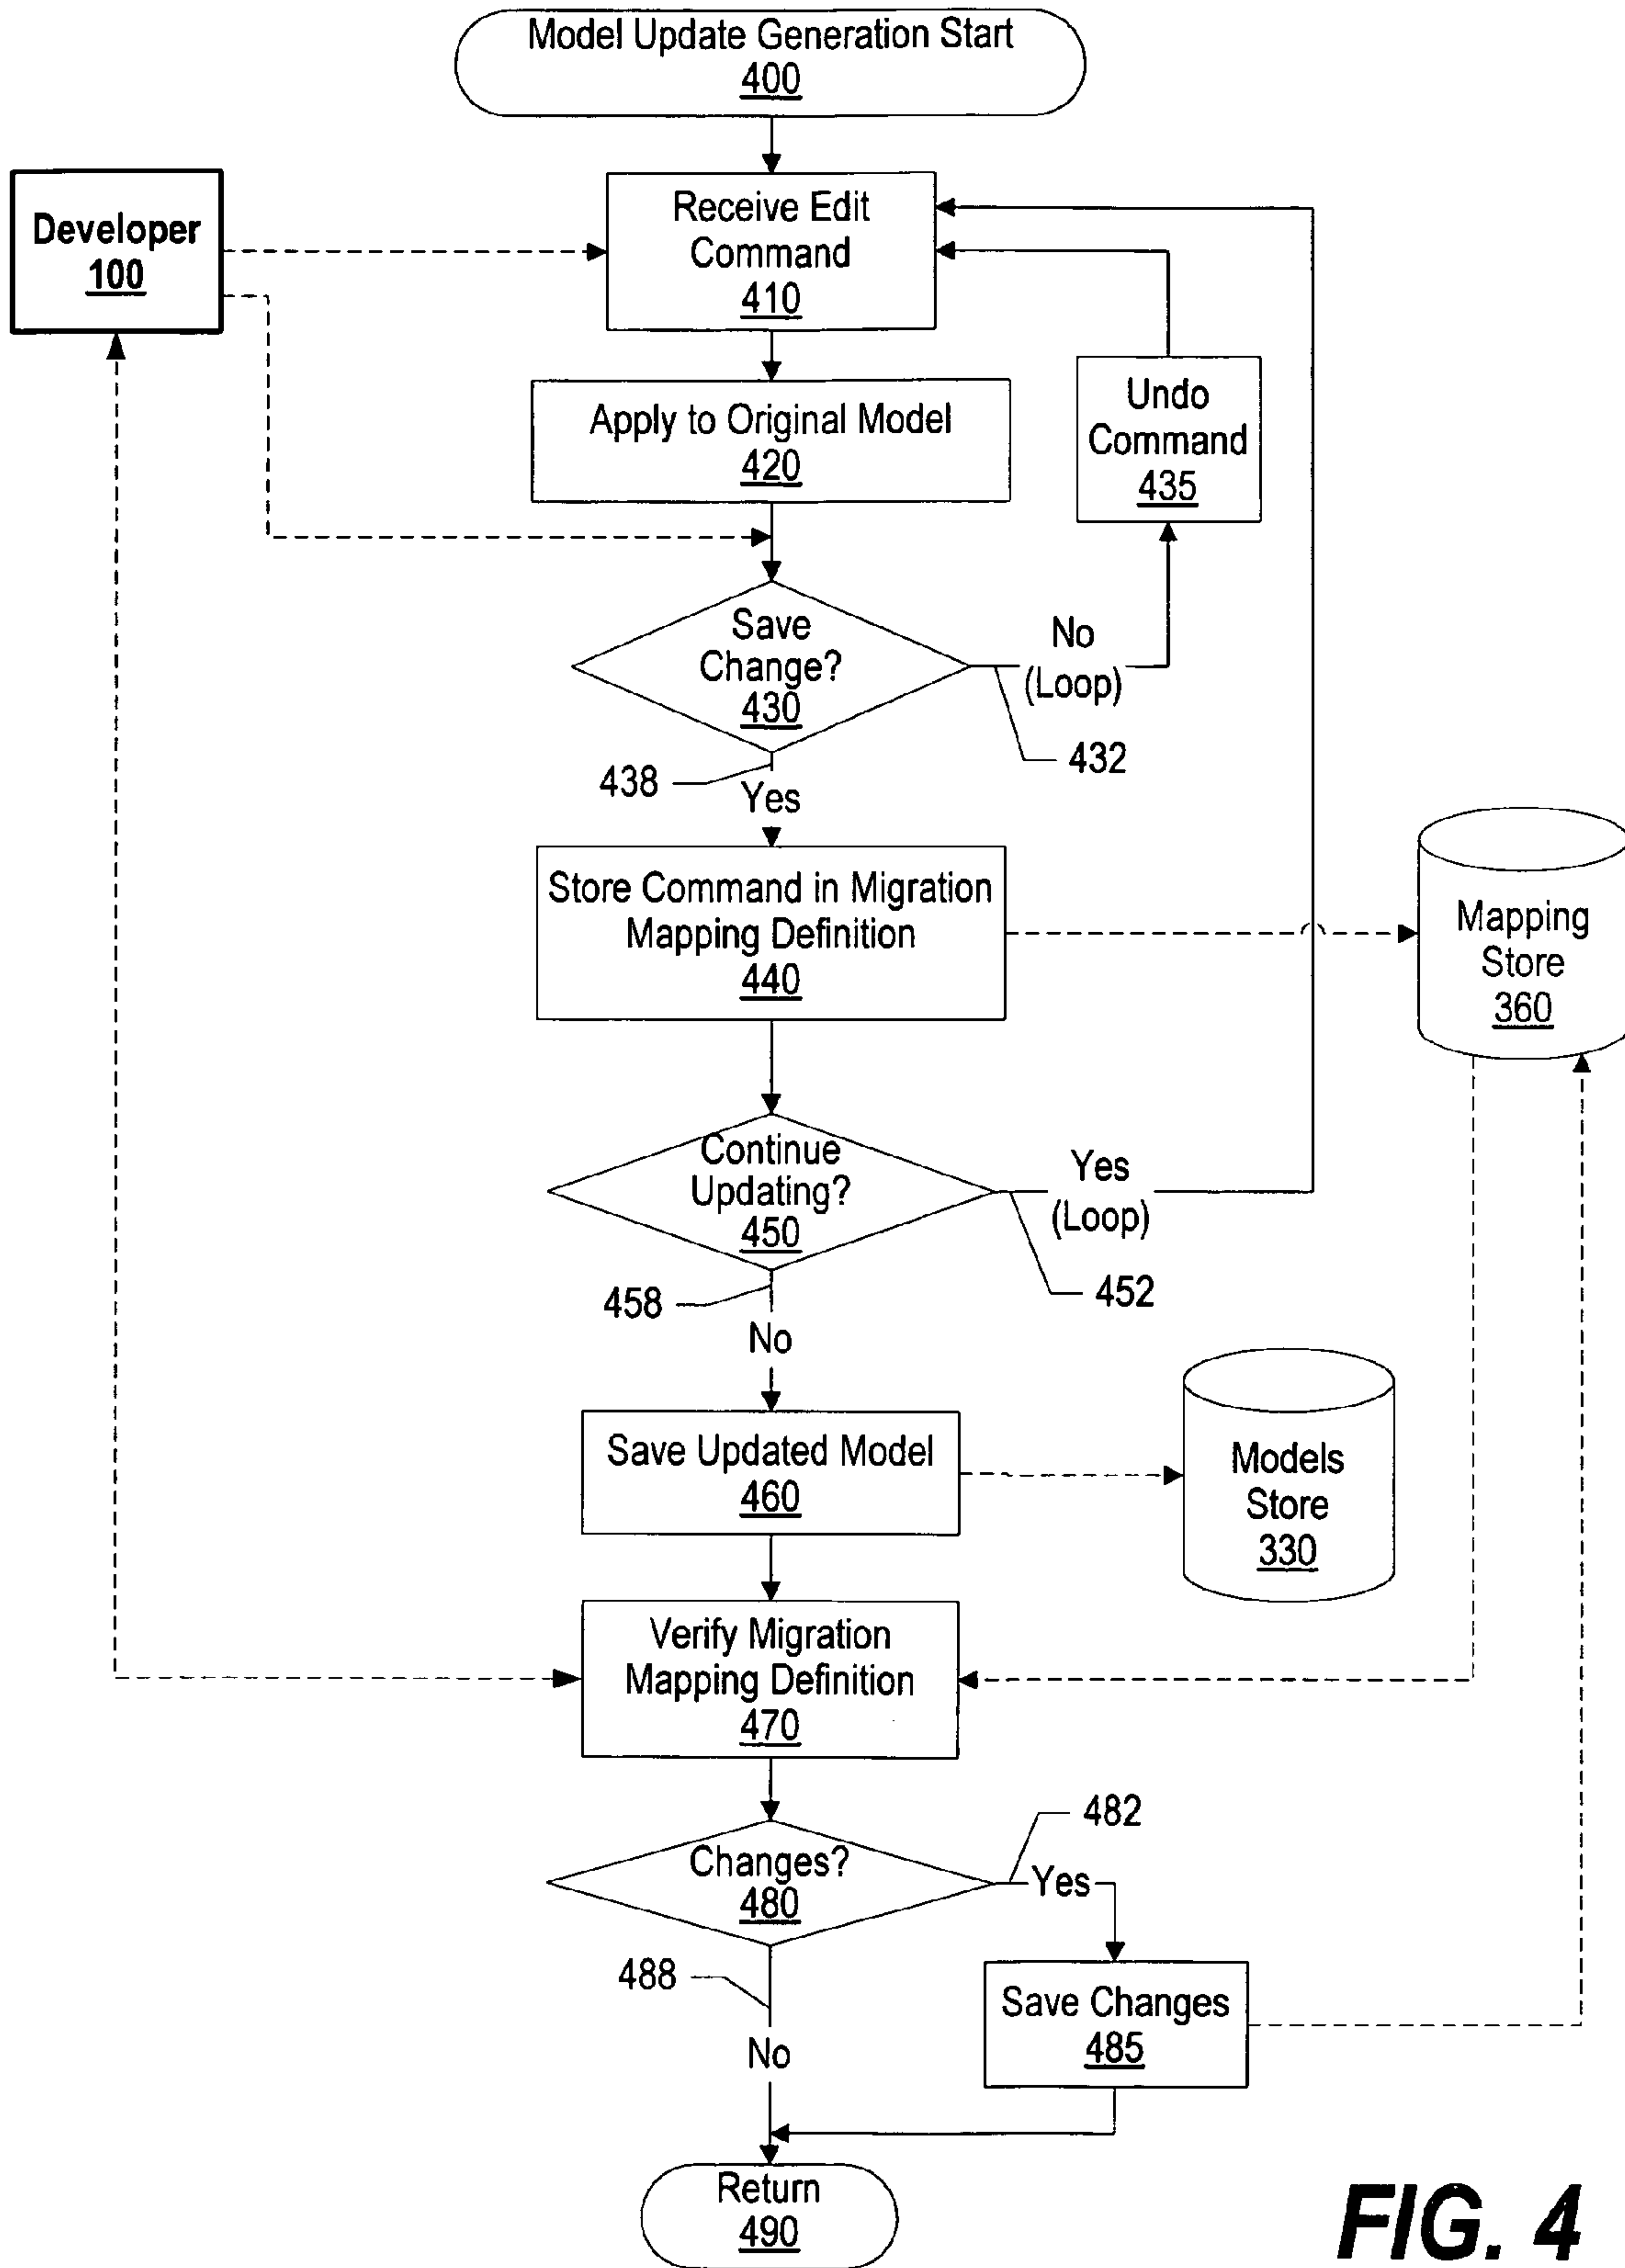 Model Update Generation Start
400
Developer
100
Receive Edit
Command
410
Apply to Original Model
420
Undo
Command
435
Save
Change?
430
No
(Loop)
432
438
Yes
Store Command in Migration
Mapping Definition
440
Mapping
Store
360
Continue
Updating?
450
Yes
(Loop)
452
458
No
Save Updated Model
460
Models
Store
330
Verify Migration
Mapping Definition
470
Changes?
480
482
Yes
488
No
Save Changes
485
Return
490
FIG. 4